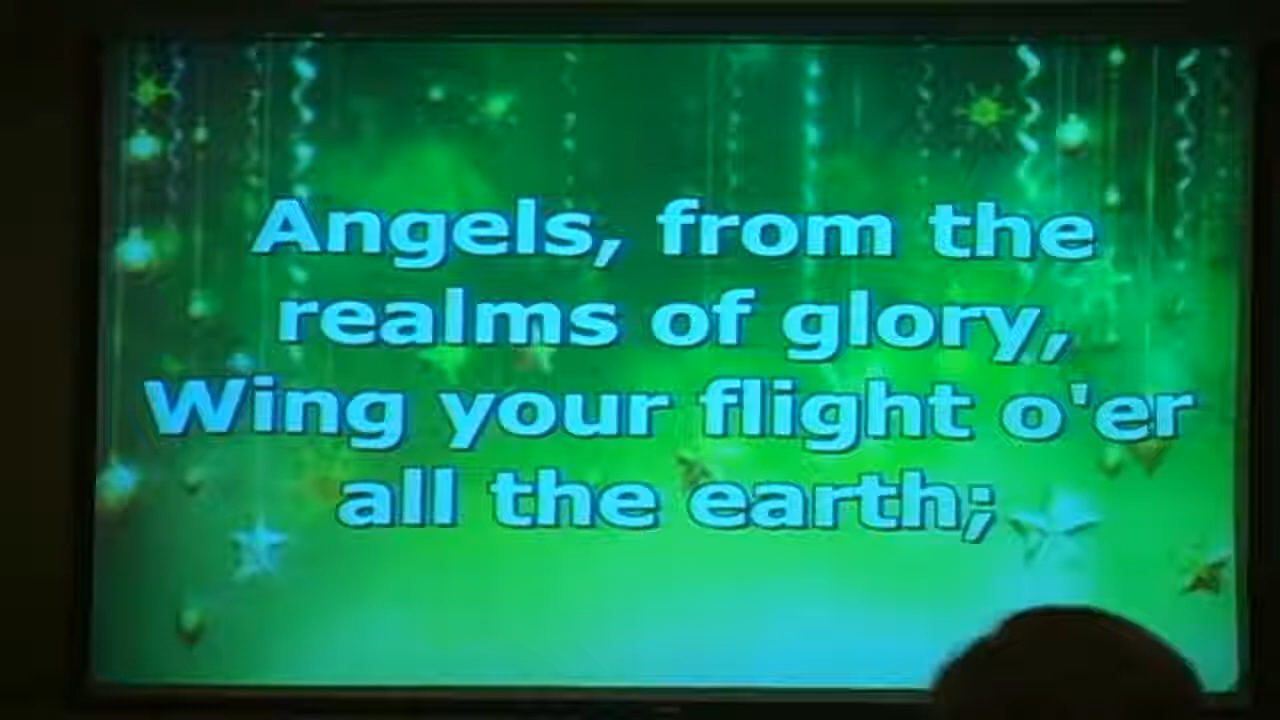 Angels, from the
realms of glory,
Wing your flight o'er
all the earth;